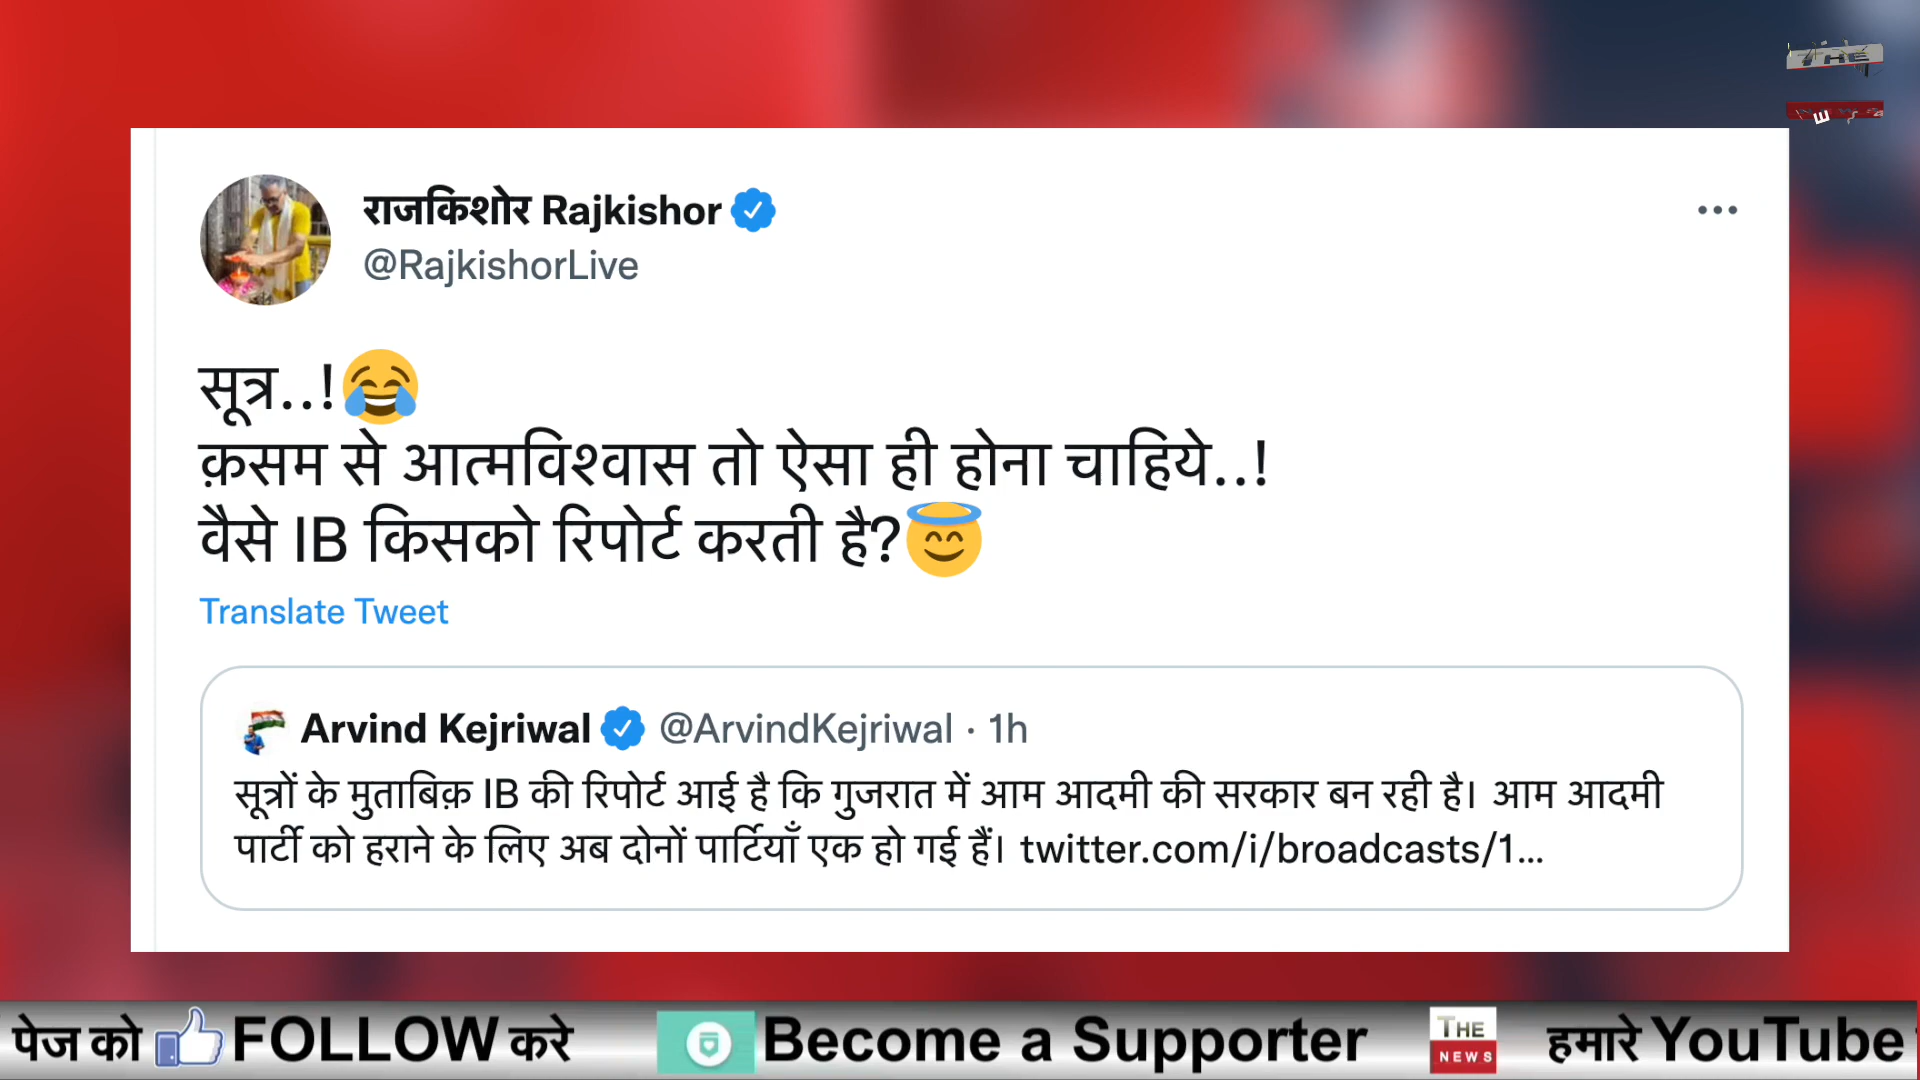 THE
राजकिशोर Rajkishor
@RajkishorLive
सूत्र..!😂
क़सम से आत्मविश्वास तो ऐसा ही होना चाहिये..!
वैसे IB किसको रिपोर्ट करती है?😇
Translate Tweet
Arvind Kejriwal @ArvindKejriwal · 1h
सूत्रों के मुताबिक़ IB की रिपोर्ट आई है कि गुजरात में आम आदमी की सरकार बन रही है। आम आदमी
पार्टी को हराने के लिए अब दोनों पार्टियाँ एक हो गई हैं। twitter.com/i/broadcasts/1...
पेज को FOLLOW करे Become a Supporter THE NEWS हमारे YouTube